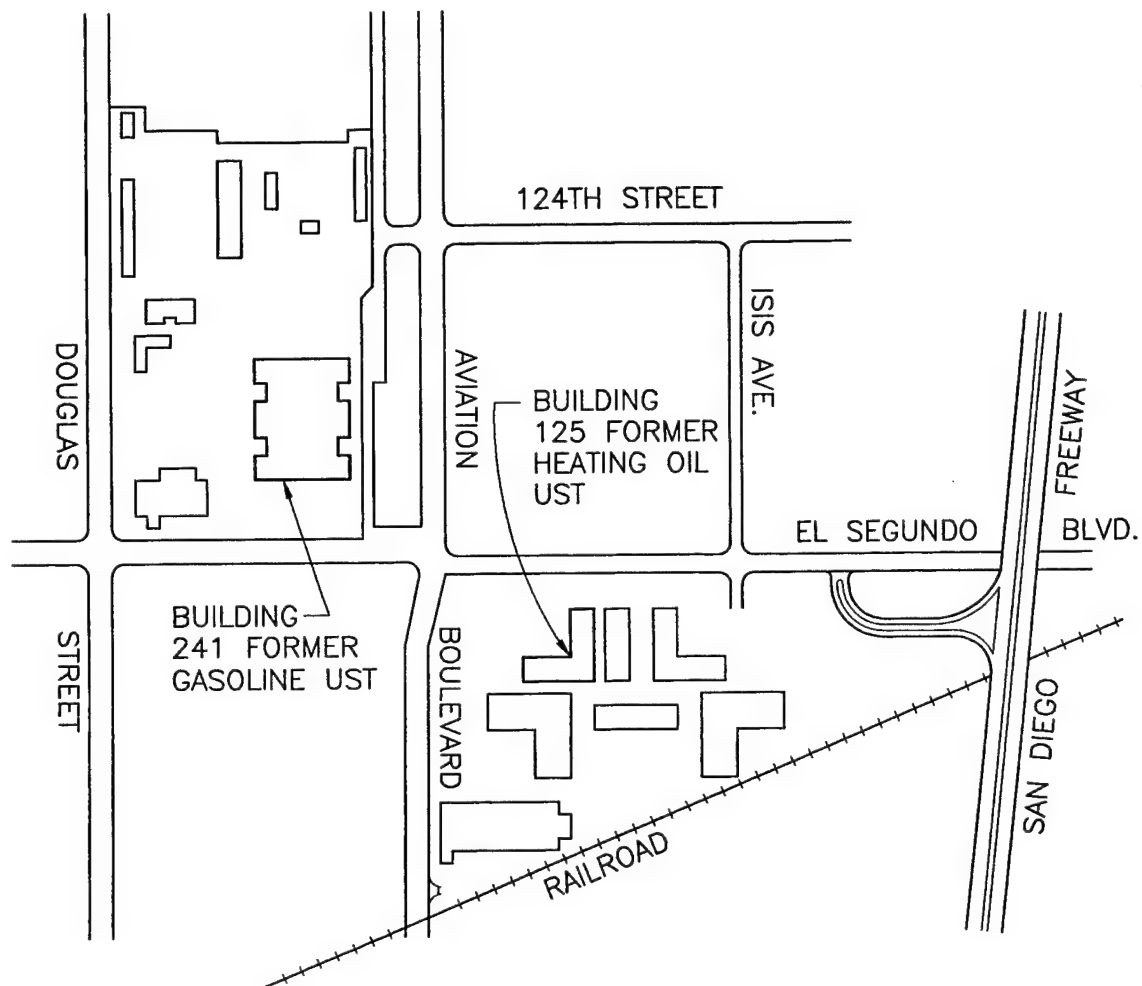 124TH STREET
ISIS AVE.
DOUGLAS
AVIATION
BUILDING
125 FORMER
HEATING OIL
UST
FREEWAY
EL SEGUNDO BLVD.
BUILDING
241 FORMER
GASOLINE UST
STREET
BOULEVARD
SAN DIEGO
RAILROAD